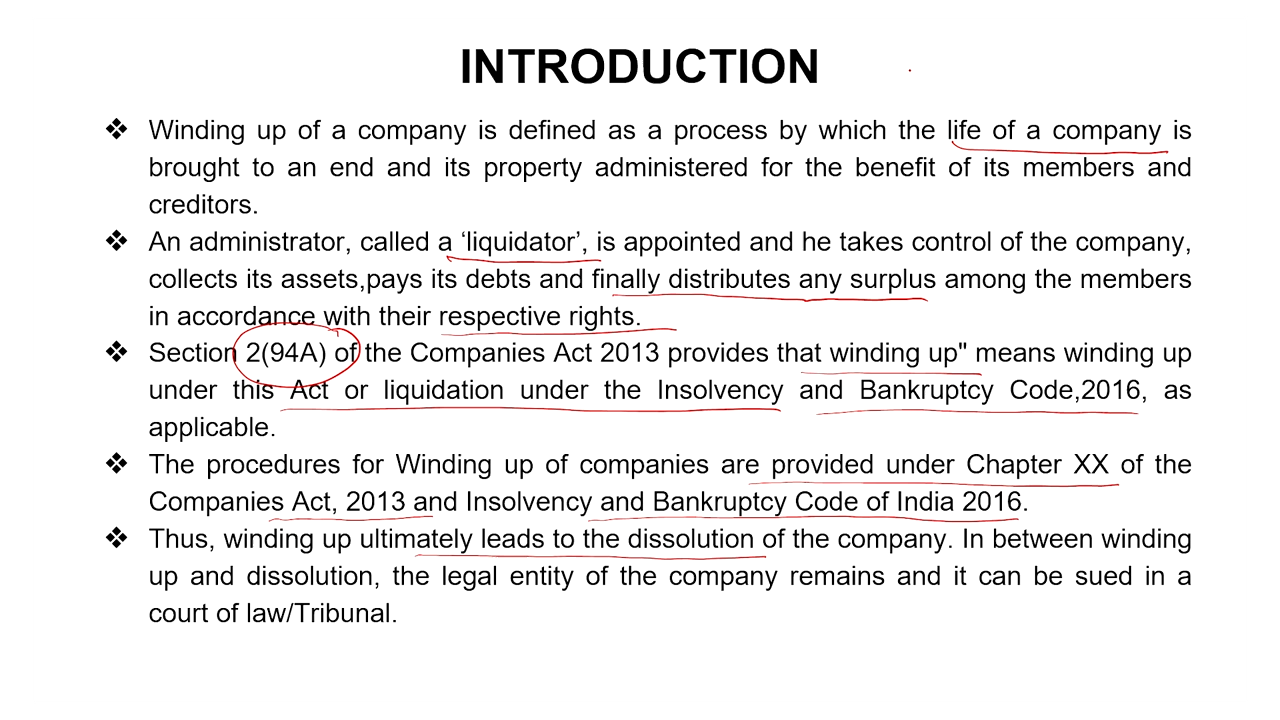 INTRODUCTION
❖ Winding up of a company is defined as a process by which the life of a company is
brought to an end and its property administered for the benefit of its members and
creditors.
❖ An administrator, called a ‘liquidator’, is appointed and he takes control of the company,
collects its assets,pays its debts and finally distributes any surplus among the members
in accordance with their respective rights.
❖ Section 2(94A) of the Companies Act 2013 provides that winding up" means winding up
under this Act or liquidation under the Insolvency and Bankruptcy Code,2016, as
applicable.
❖ The procedures for Winding up of companies are provided under Chapter XX of the
Companies Act, 2013 and Insolvency and Bankruptcy Code of India 2016.
❖ Thus, winding up ultimately leads to the dissolution of the company. In between winding
up and dissolution, the legal entity of the company remains and it can be sued in a
court of law/Tribunal.